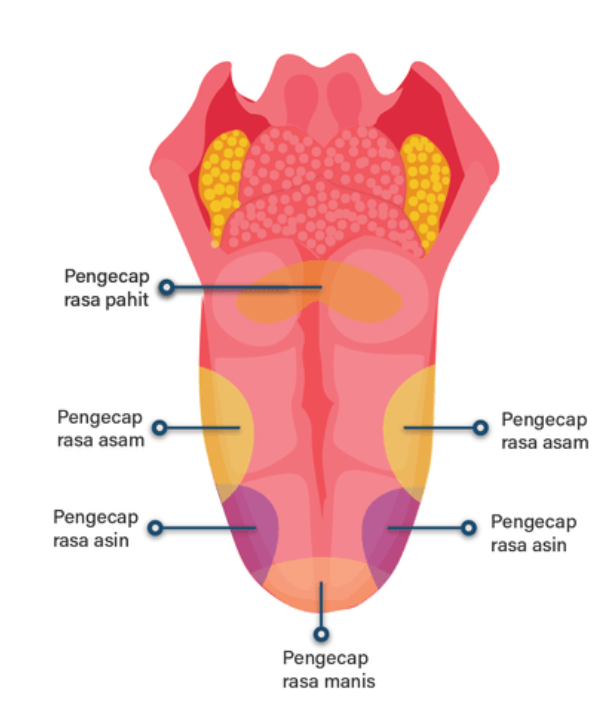 Pengecap
rasa pahit
Pengecap
rasa asam
Pengecap
rasa asam
Pengecap
rasa asin
Pengecap
rasa asin
Pengecap
rasa manis